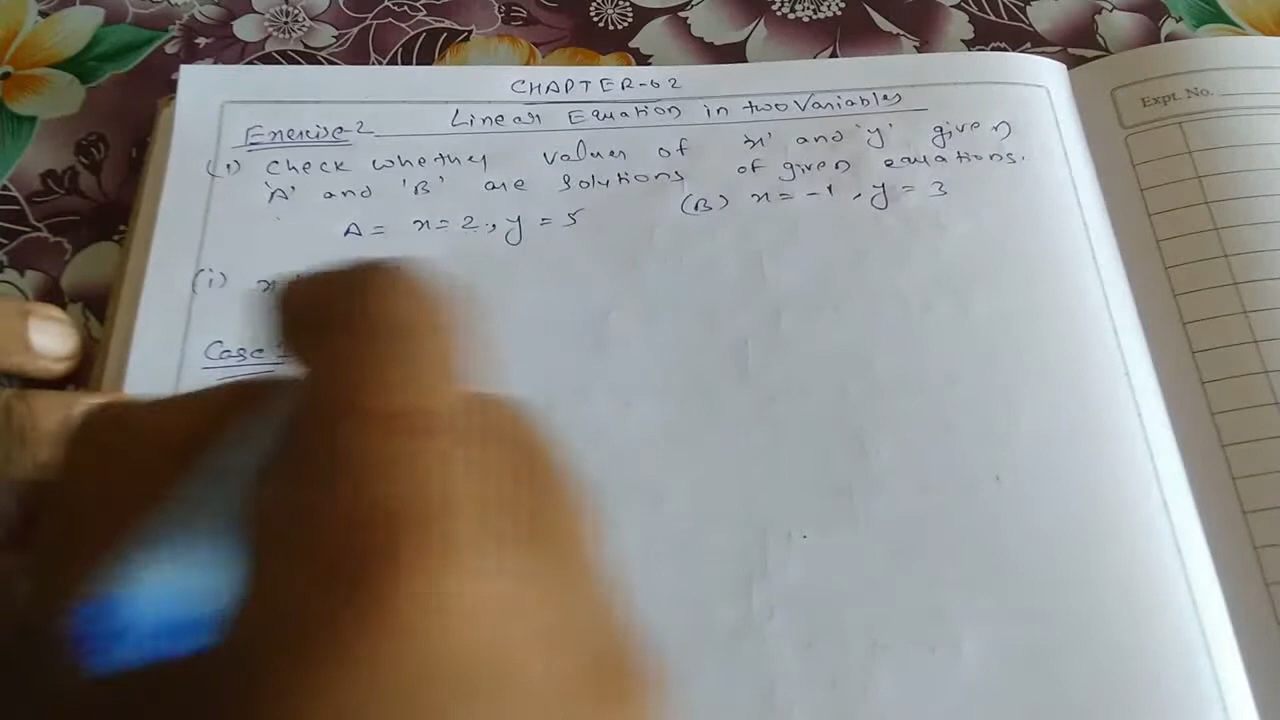 CHAPTER-02
Linear Equation in two Variables
Exercise-2
(1) Check whether values of 'x' and 'y' given
'A' and 'B' are solutions of given equations.
A = x=2, y=5 (B) x=-1, y=3
(i) x
Case
Expt. No.